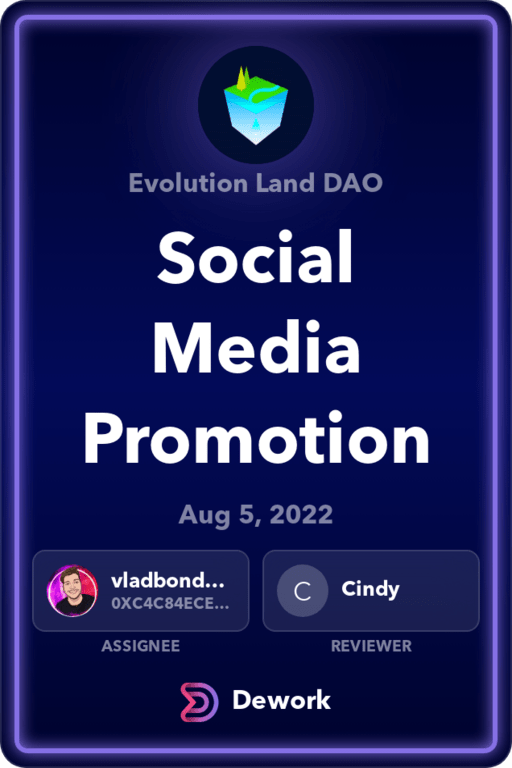 Evolution Land DAO
Social
Media
Promotion
Aug 5, 2022
vladbond...
0XC4C84ECE...
C
Cindy
ASSIGNEE
REVIEWER
Dework